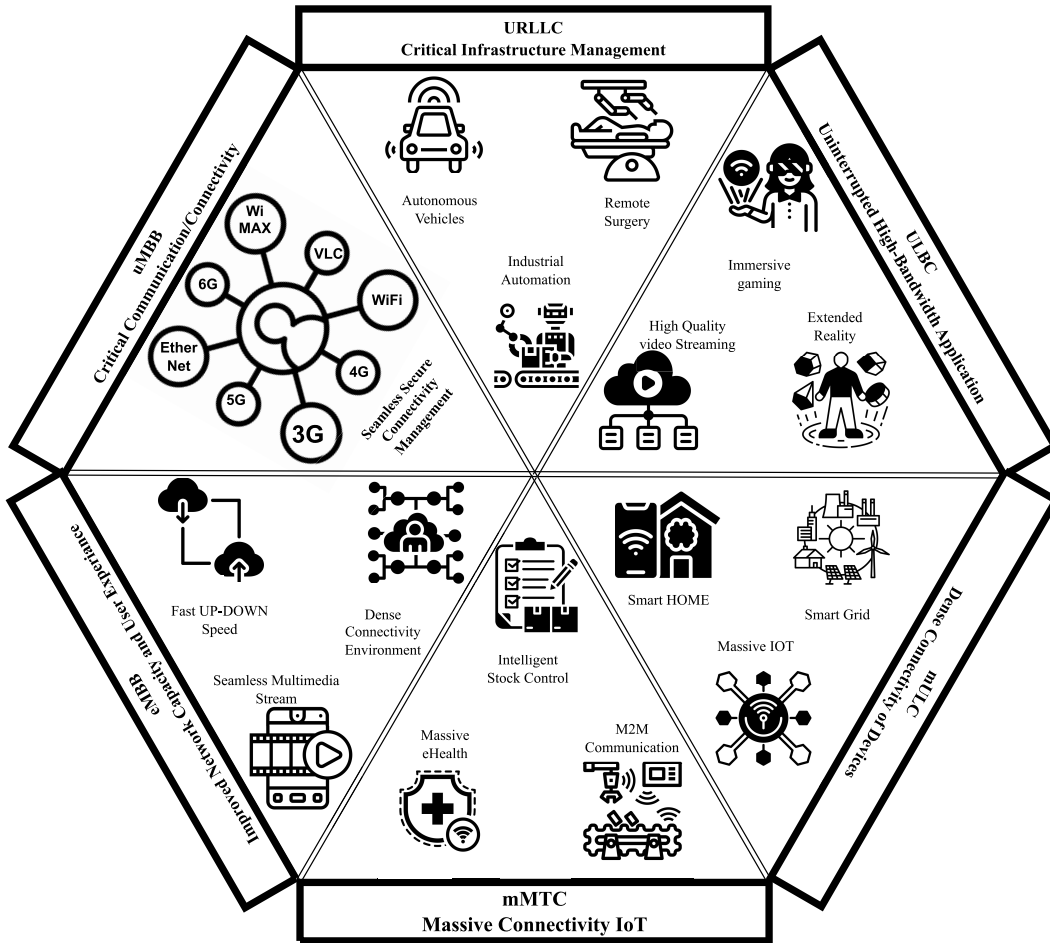 URLLC
Critical Infrastructure Management
uMBB
Critical Communication/Connectivity
ULBC
Uninterrupted High-Bandwidth Application
Autonomous
Vehicles
Remote
Surgery
Industrial
Automation
Immersive
gaming
High Quality
video Streaming
Extended
Reality
Wi
MAX
VLC
6G
WiFi
Ether
Net
4G
5G
3G
Seamless Secure
Connectivity
Management
eMBB
Improved Network Capacity and User Experiance
Fast UP-DOWN
Speed
Dense
Connectivity
Environment
Seamless Multimedia
Stream
Intelligent
Stock Control
Massive
eHealth
M2M
Communication
Smart HOME
Smart Grid
Massive IOT
mULC
Dense Connectivity of Devices
mMTC
Massive Connectivity IoT